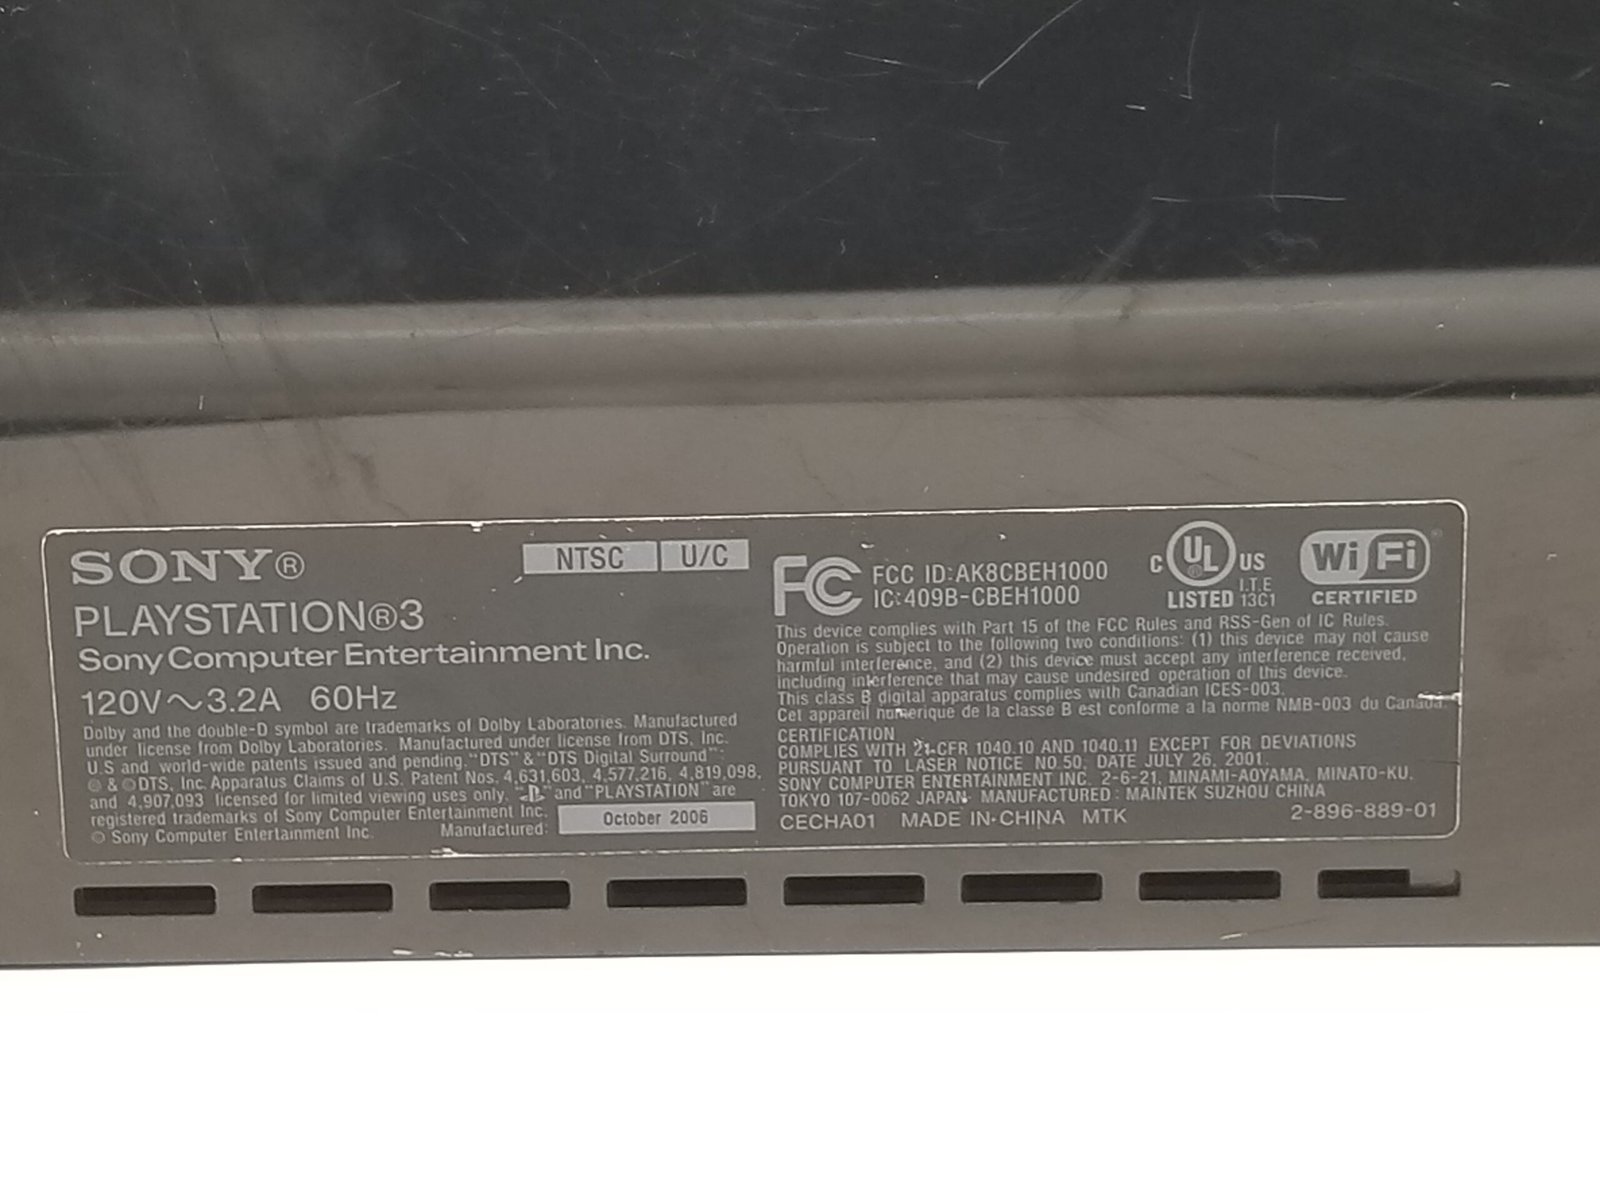 SONY®
NTSC U/C
PLAYSTATION®3
Sony Computer Entertainment Inc.
120V～3.2A 60Hz
Dolby and the double-D symbol are trademarks of Dolby Laboratories. Manufactured
under license from Dolby Laboratories. Manufactured under license from DTS, Inc.
U.S and world-wide patents issued and pending. "DTS" & "DTS Digital Surround":
© & © DTS, Inc. Apparatus Claims of U.S. Patent Nos. 4,631,603, 4,577,216, 4,819,098,
and 4,907,093 licensed for limited viewing uses only. " " and "PLAYSTATION" are
registered trademarks of Sony Computer Entertainment Inc.
© Sony Computer Entertainment Inc. Manufactured: October 2006
FC FCC ID:AK8CBEH1000
IC:409B-CBEH1000
C UL® US
LISTED I.T.E 13C1
Wi Fi
CERTIFIED
This device complies with Part 15 of the FCC Rules and RSS-Gen of IC Rules.
Operation is subject to the following two conditions: (1) this device may not cause
harmful interference, and (2) this device must accept any interference received,
including interference that may cause undesired operation of this device.
This class B digital apparatus complies with Canadian ICES-003.
Cet appareil numerique de la classe B est conforme a la norme NMB-003 du Canada.
CERTIFICATION
COMPLIES WITH 21 CFR 1040.10 AND 1040.11 EXCEPT FOR DEVIATIONS
PURSUANT TO LASER NOTICE NO.50, DATE JULY 26, 2001.
SONY COMPUTER ENTERTAINMENT INC. 2-6-21, MINAMI-AOYAMA, MINATO-KU,
TOKYO 107-0062 JAPAN. MANUFACTURED: MAINTEK SUZHOU CHINA
CECHA01 MADE IN CHINA MTK 2-896-889-01